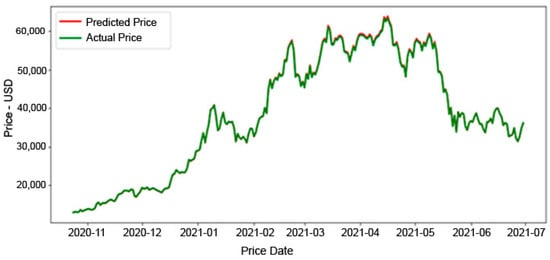 Predicted Price
Actual Price
60,000
50,000
40,000
30,000
20,000
Price - USD
2020-11 2020-12 2021-01 2021-02 2021-03 2021-04 2021-05 2021-06 2021-07
Price Date